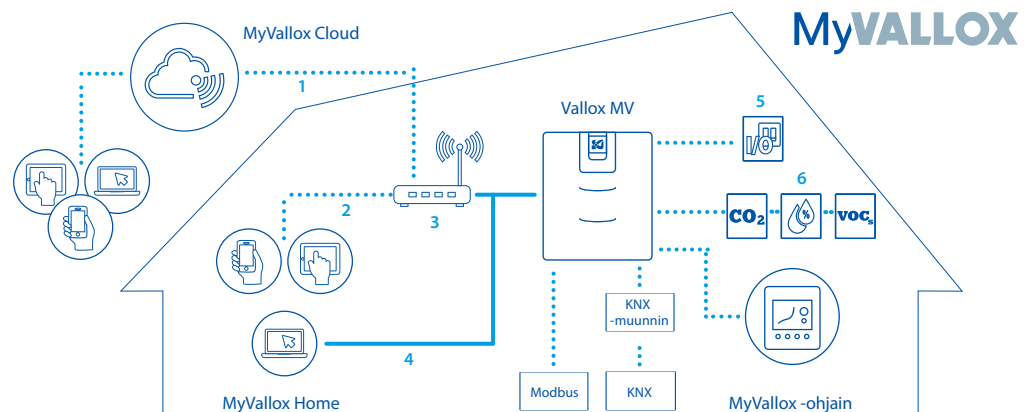 MyVALLOX
MyVallox Cloud
1
5
Vallox MV
I/O
6
2
3
CO₂
%
VOCs
KNX
-muunnin
4
Modbus
KNX
MyVallox Home
MyVallox -ohjain